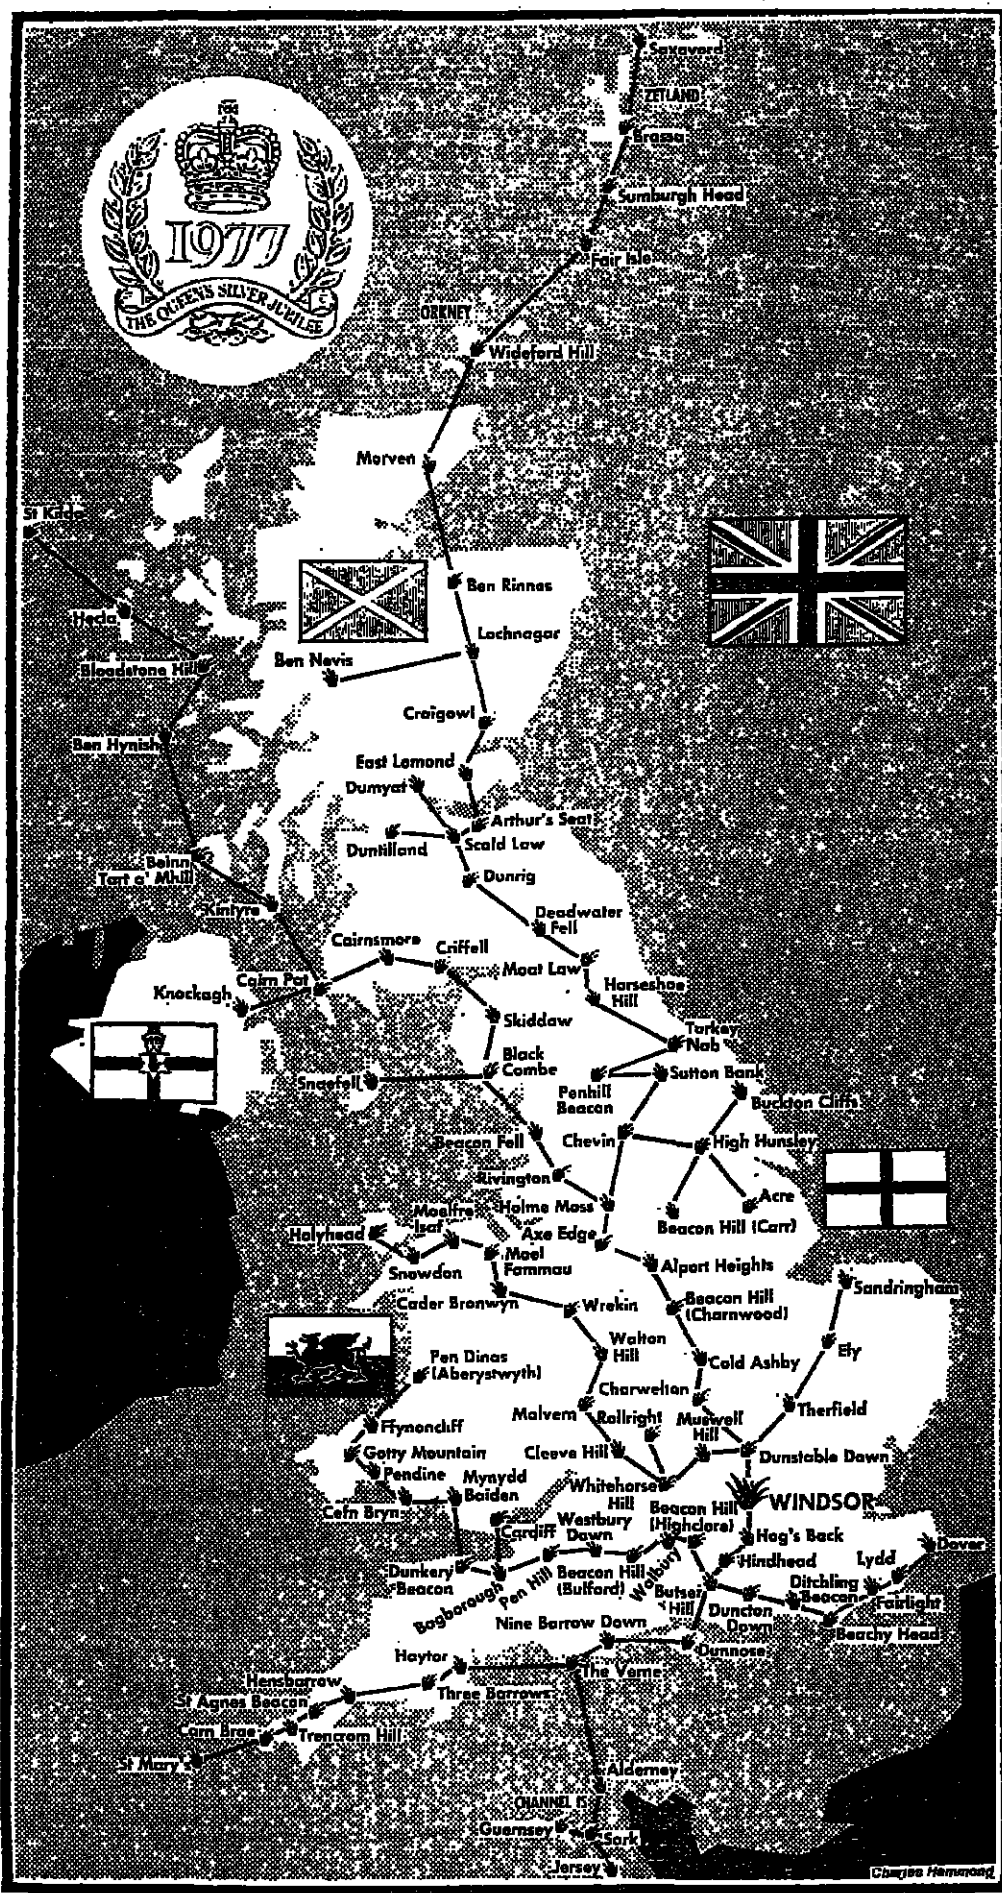 Saxavord
ZETLAND
Brassa
Sumburgh Head
Fair Isle
1977
THE QUEEN'S SILVER JUBILEE
ORKNEY
Wideford Hill
Morven
St Kilda
Ben Rinnes
Hecla
Lochnagar
Bloodstone Hill
Ben Nevis
Craigowl
Ben Hynish
East Lomond
Dumyat
Arthur's Seat
Duntilland
Scald Law
Beinn
Tart a' Mhill
Dunrig
Kintyre
Deadwater
Fell
Cairnsmore
Criffell
Moat Law
Cairn Pat
Knockagh
Horseshoe
Hill
Skiddaw
Turkey
Nab
Black
Combe
Snaefell
Penhill
Beacon
Sutton Bank
Buckton Cliffs
Beacon Fell
Chevin
High Hunsley
Rivington
Holme Moss
Acre
Beacon Hill (Carr)
Moelfre
Isaf
Holyhead
Axe Edge
Snowdon
Moel
Fammau
Alport Heights
Cader Bronwyn
Wrekin
Beacon Hill
(Charnwood)
Sandringham
Walton
Hill
Ely
Pen Dinas
(Aberystwyth)
Cold Ashby
Charwelton
Malvern
Rollright
Muswell
Hill
Therfield
Ffynoncliff
Gotty Mountain
Cleeve Hill
Dunstable Down
Pendine
Mynydd
Baiden
Whitehorse
Hill
Cefn Bryn
WINDSOR
Cardiff
Westbury
Down
Beacon Hill
(Highclere)
Hog's Back
Dover
Dunkery
Beacon
Bagborough
Pen Hill
Beacon Hill
(Bulford)
Walbury
Hindhead
Lydd
Butser
Hill
Ditchling
Beacon
Fairlight
Duncton
Down
Beachy Head
Nine Barrow Down
Dunnose
Haytor
The Verne
Hensbarrow
Three Barrows
St Agnes Beacon
Carn Brae
Trencrom Hill
St Mary's
Alderney
CHANNEL IS
Guernsey
Sark
Jersey
Charles Hammond